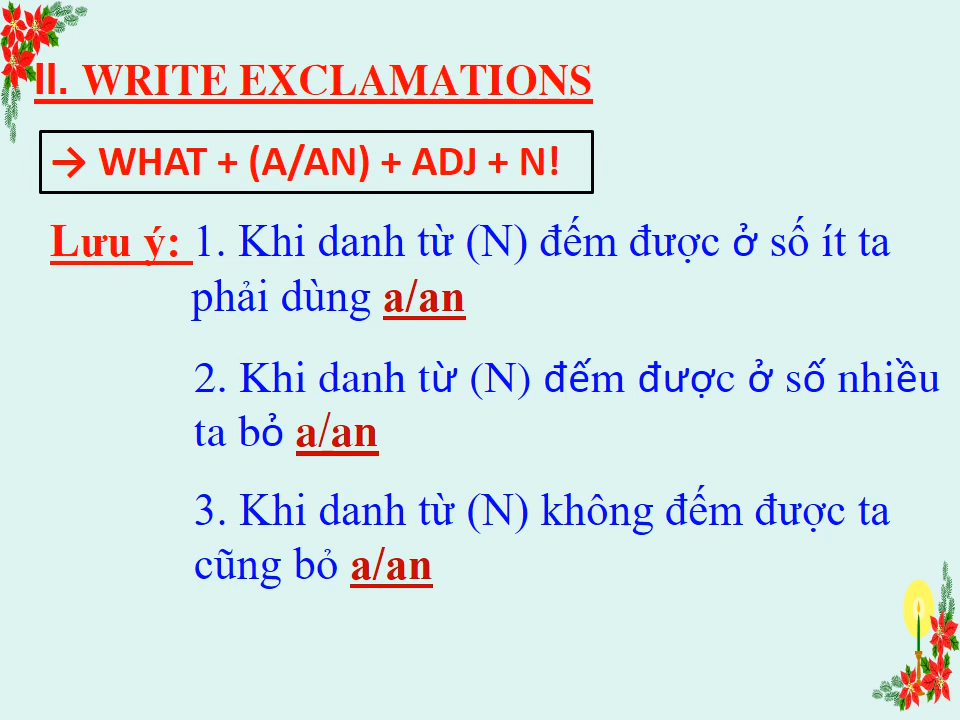 II. WRITE EXCLAMATIONS
→ WHAT + (A/AN) + ADJ + N!
Lưu ý: 1. Khi danh từ (N) đếm được ở số ít ta
phải dùng a/an
2. Khi danh từ (N) đếm được ở số nhiều
ta bỏ a/an
3. Khi danh từ (N) không đếm được ta
cũng bỏ a/an